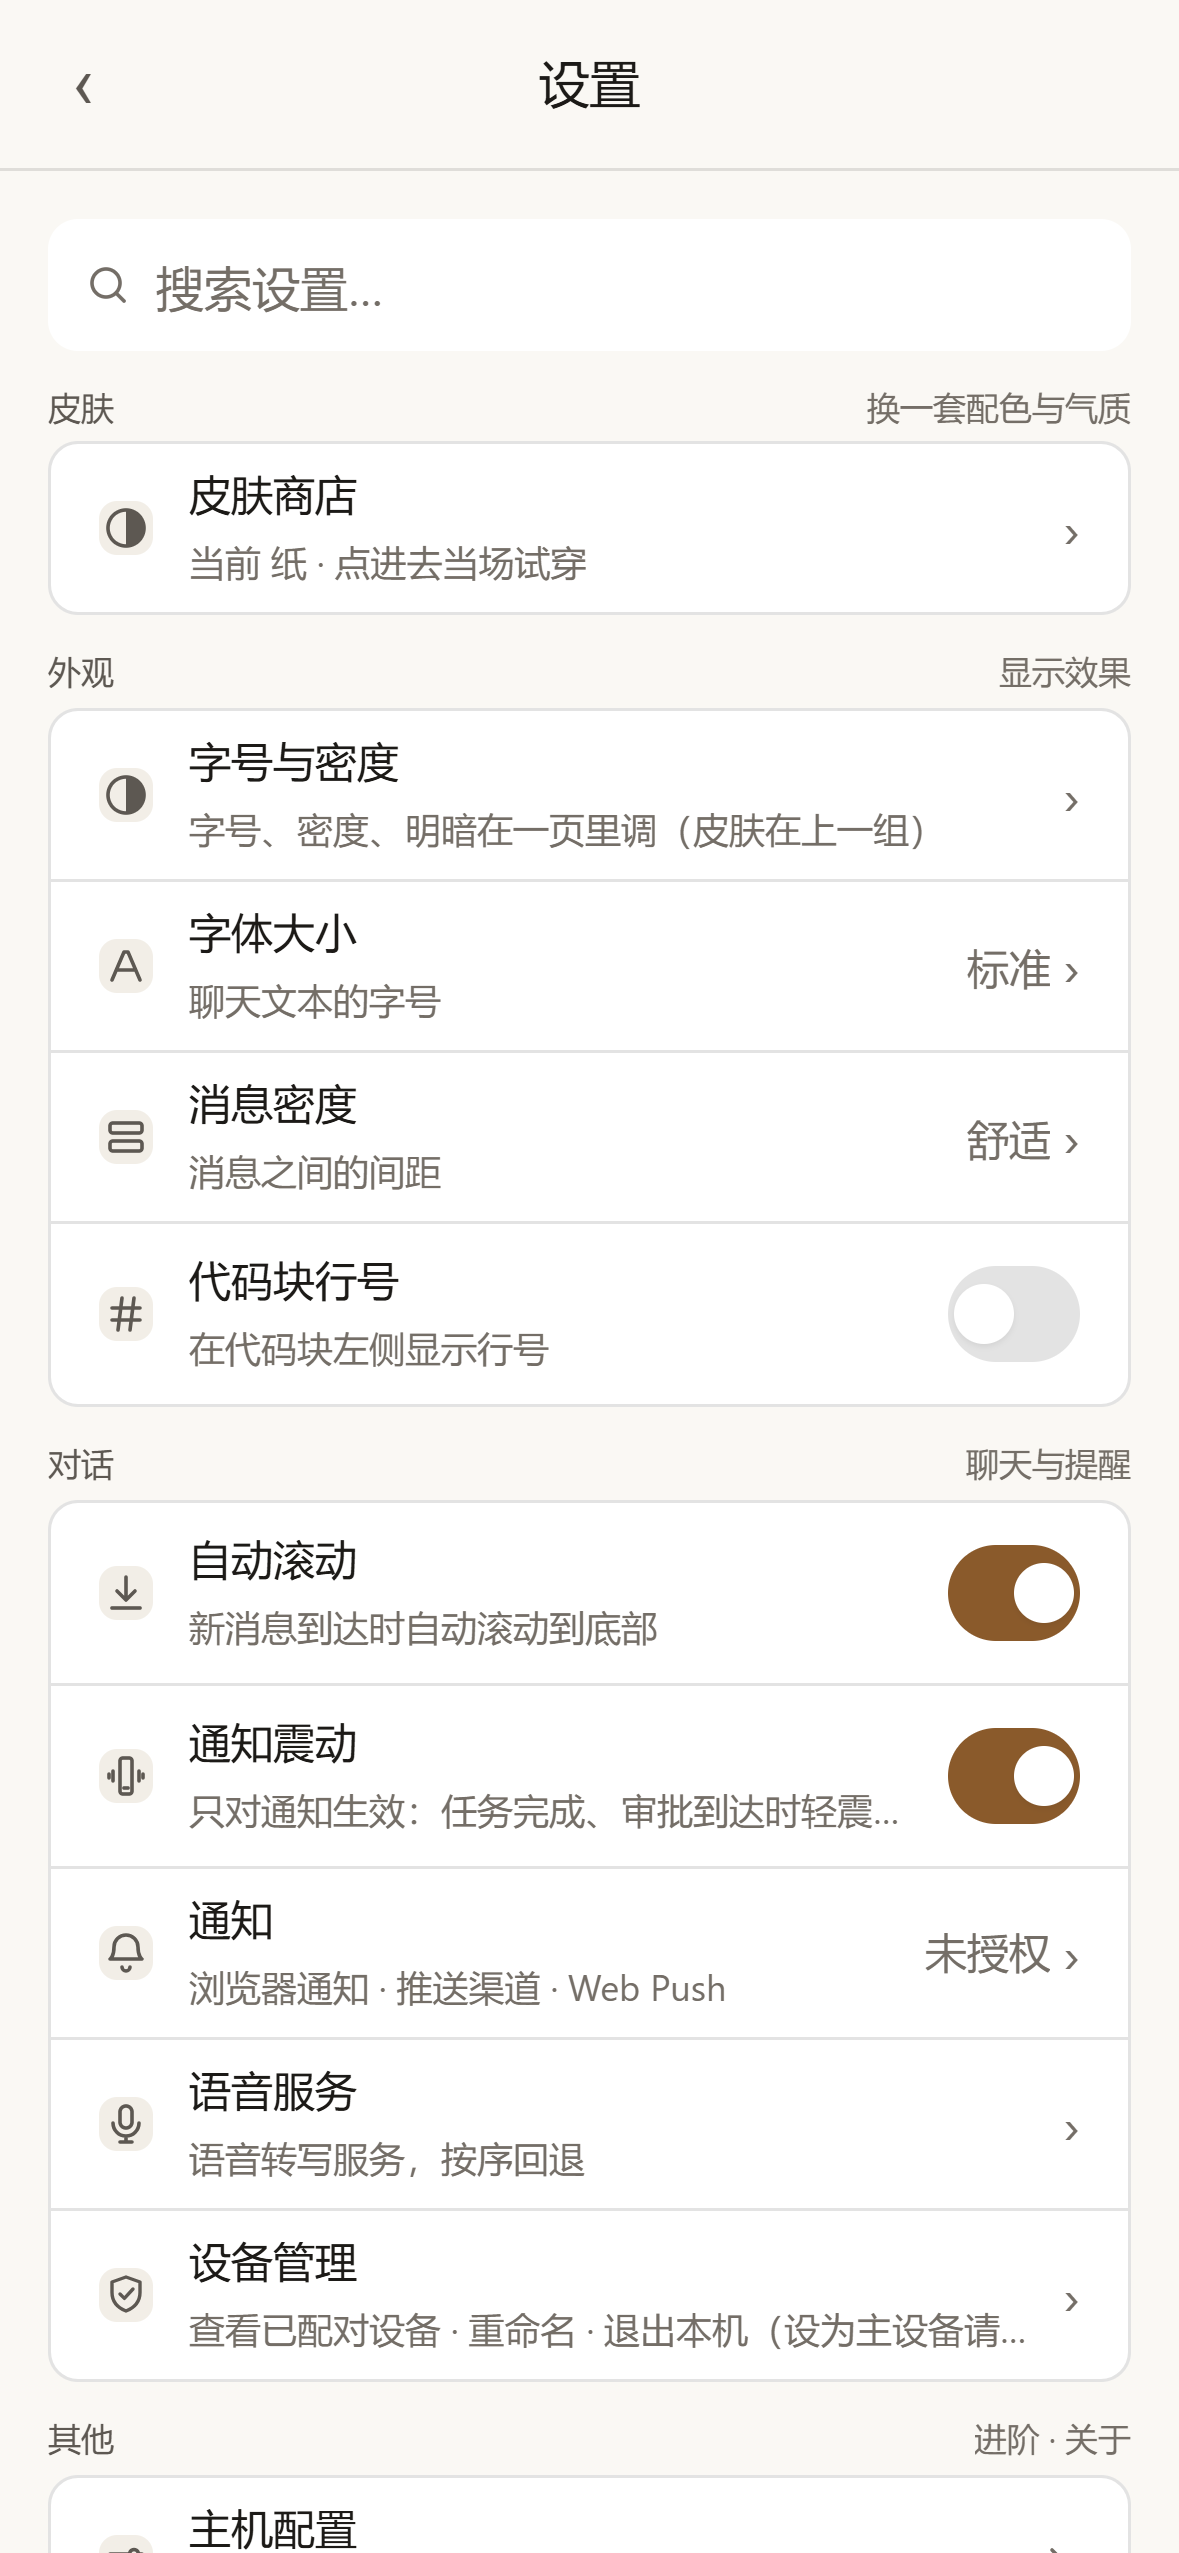 设置
搜索设置...
皮肤 换一套配色与气质
皮肤商店
当前 纸 · 点进去当场试穿
外观 显示效果
字号与密度
字号、密度、明暗在一页里调（皮肤在上一组）
字体大小
标准
聊天文本的字号
消息密度
舒适
消息之间的间距
代码块行号
在代码块左侧显示行号
对话 聊天与提醒
自动滚动
新消息到达时自动滚动到底部
通知震动
只对通知生效：任务完成、审批到达时轻震...
通知
未授权
浏览器通知 · 推送渠道 · Web Push
语音服务
语音转写服务，按序回退
设备管理
查看已配对设备 · 重命名 · 退出本机（设为主设备请...
其他 进阶 · 关于
主机配置